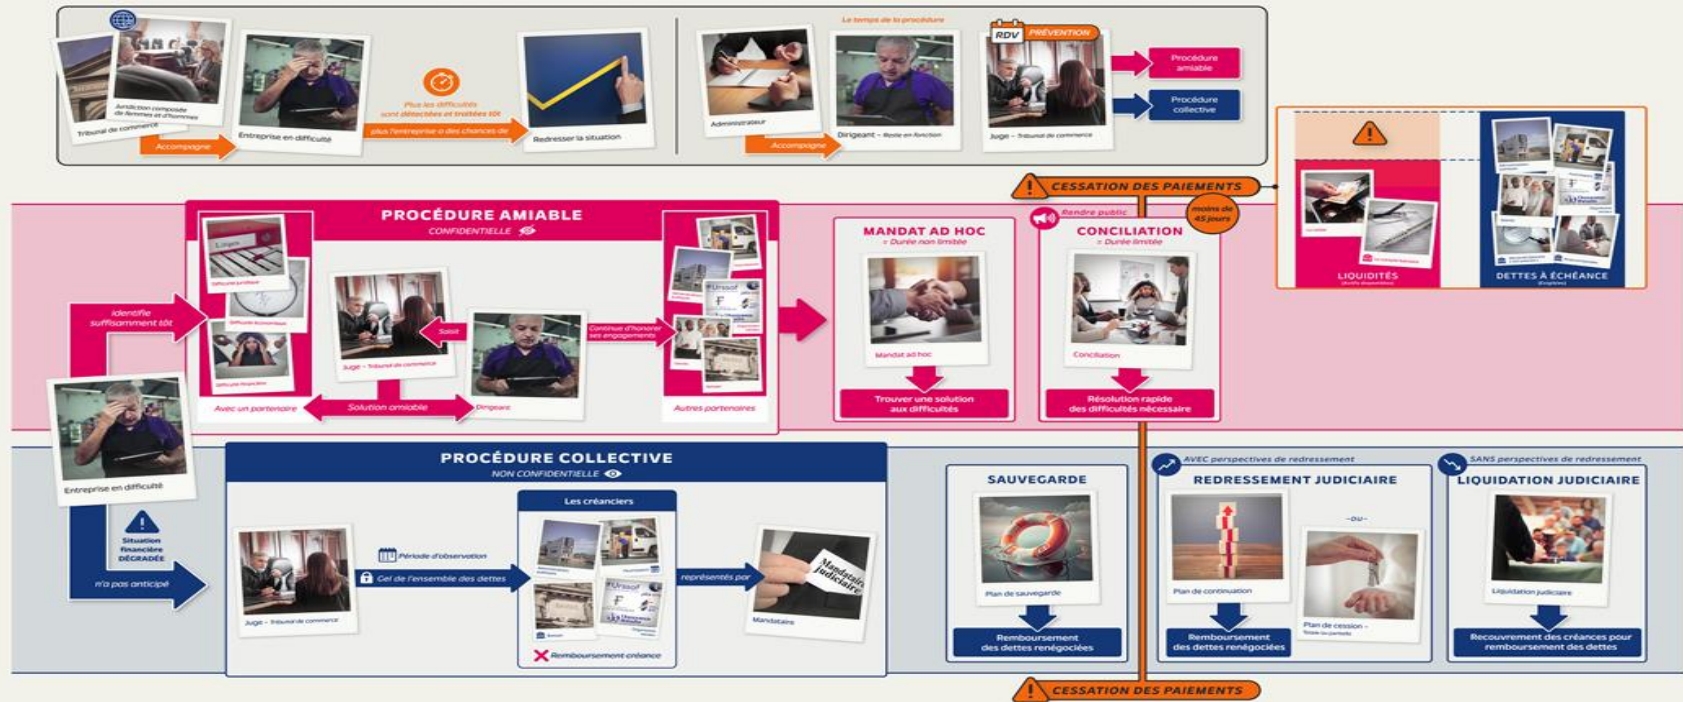 Juridiction composée
de femmes et d'hommes
Tribunal de commerce
Accompagne
Entreprise en difficulté
Plus les difficultés
sont détectées et traitées tôt
plus l'entreprise a des chances de
Redresser la situation
Le temps de la procédure
Administrateur
Accompagne
Dirigeant – Reste en fonction
RDV PRÉVENTION
Juge – Tribunal de commerce
Procédure
amiable
Procédure
collective
CESSATION DES PAIEMENTS
moins de
45 jours
LIQUIDITÉS
(Actifs disponibles)
DETTES À ÉCHÉANCE
(Exigibles)
identifie
suffisamment tôt
PROCÉDURE AMIABLE
CONFIDENTIELLE
Difficulté juridique
Difficulté économique
Difficulté financière
Avec un partenaire
Juge – Tribunal de commerce
Saisit
Solution amiable
Dirigeant
Continue d'honorer
ses engagements
Urssaf
Autres partenaires
MANDAT AD HOC
= Durée non limitée
Mandat ad hoc
Trouver une solution
aux difficultés
Rendre public
CONCILIATION
= Durée limitée
Conciliation
Résolution rapide
des difficultés nécessaire
Entreprise en difficulté
Situation
financière
DÉGRADÉE
n'a pas anticipé
PROCÉDURE COLLECTIVE
NON CONFIDENTIELLE
Juge – Tribunal de commerce
Période d'observation
Gel de l'ensemble des dettes
Les créanciers
Urssaf
Remboursement créance
représentés par
Mandataire
judiciaire
Mandataire
SAUVEGARDE
Plan de sauvegarde
Remboursement
des dettes renégociées
AVEC perspectives de redressement
REDRESSEMENT JUDICIAIRE
Plan de continuation
Remboursement
des dettes renégociées
-OU-
Plan de cession –
Totale ou partielle
SANS perspectives de redressement
LIQUIDATION JUDICIAIRE
Liquidation judiciaire
Recouvrement des créances pour
remboursement des dettes
CESSATION DES PAIEMENTS